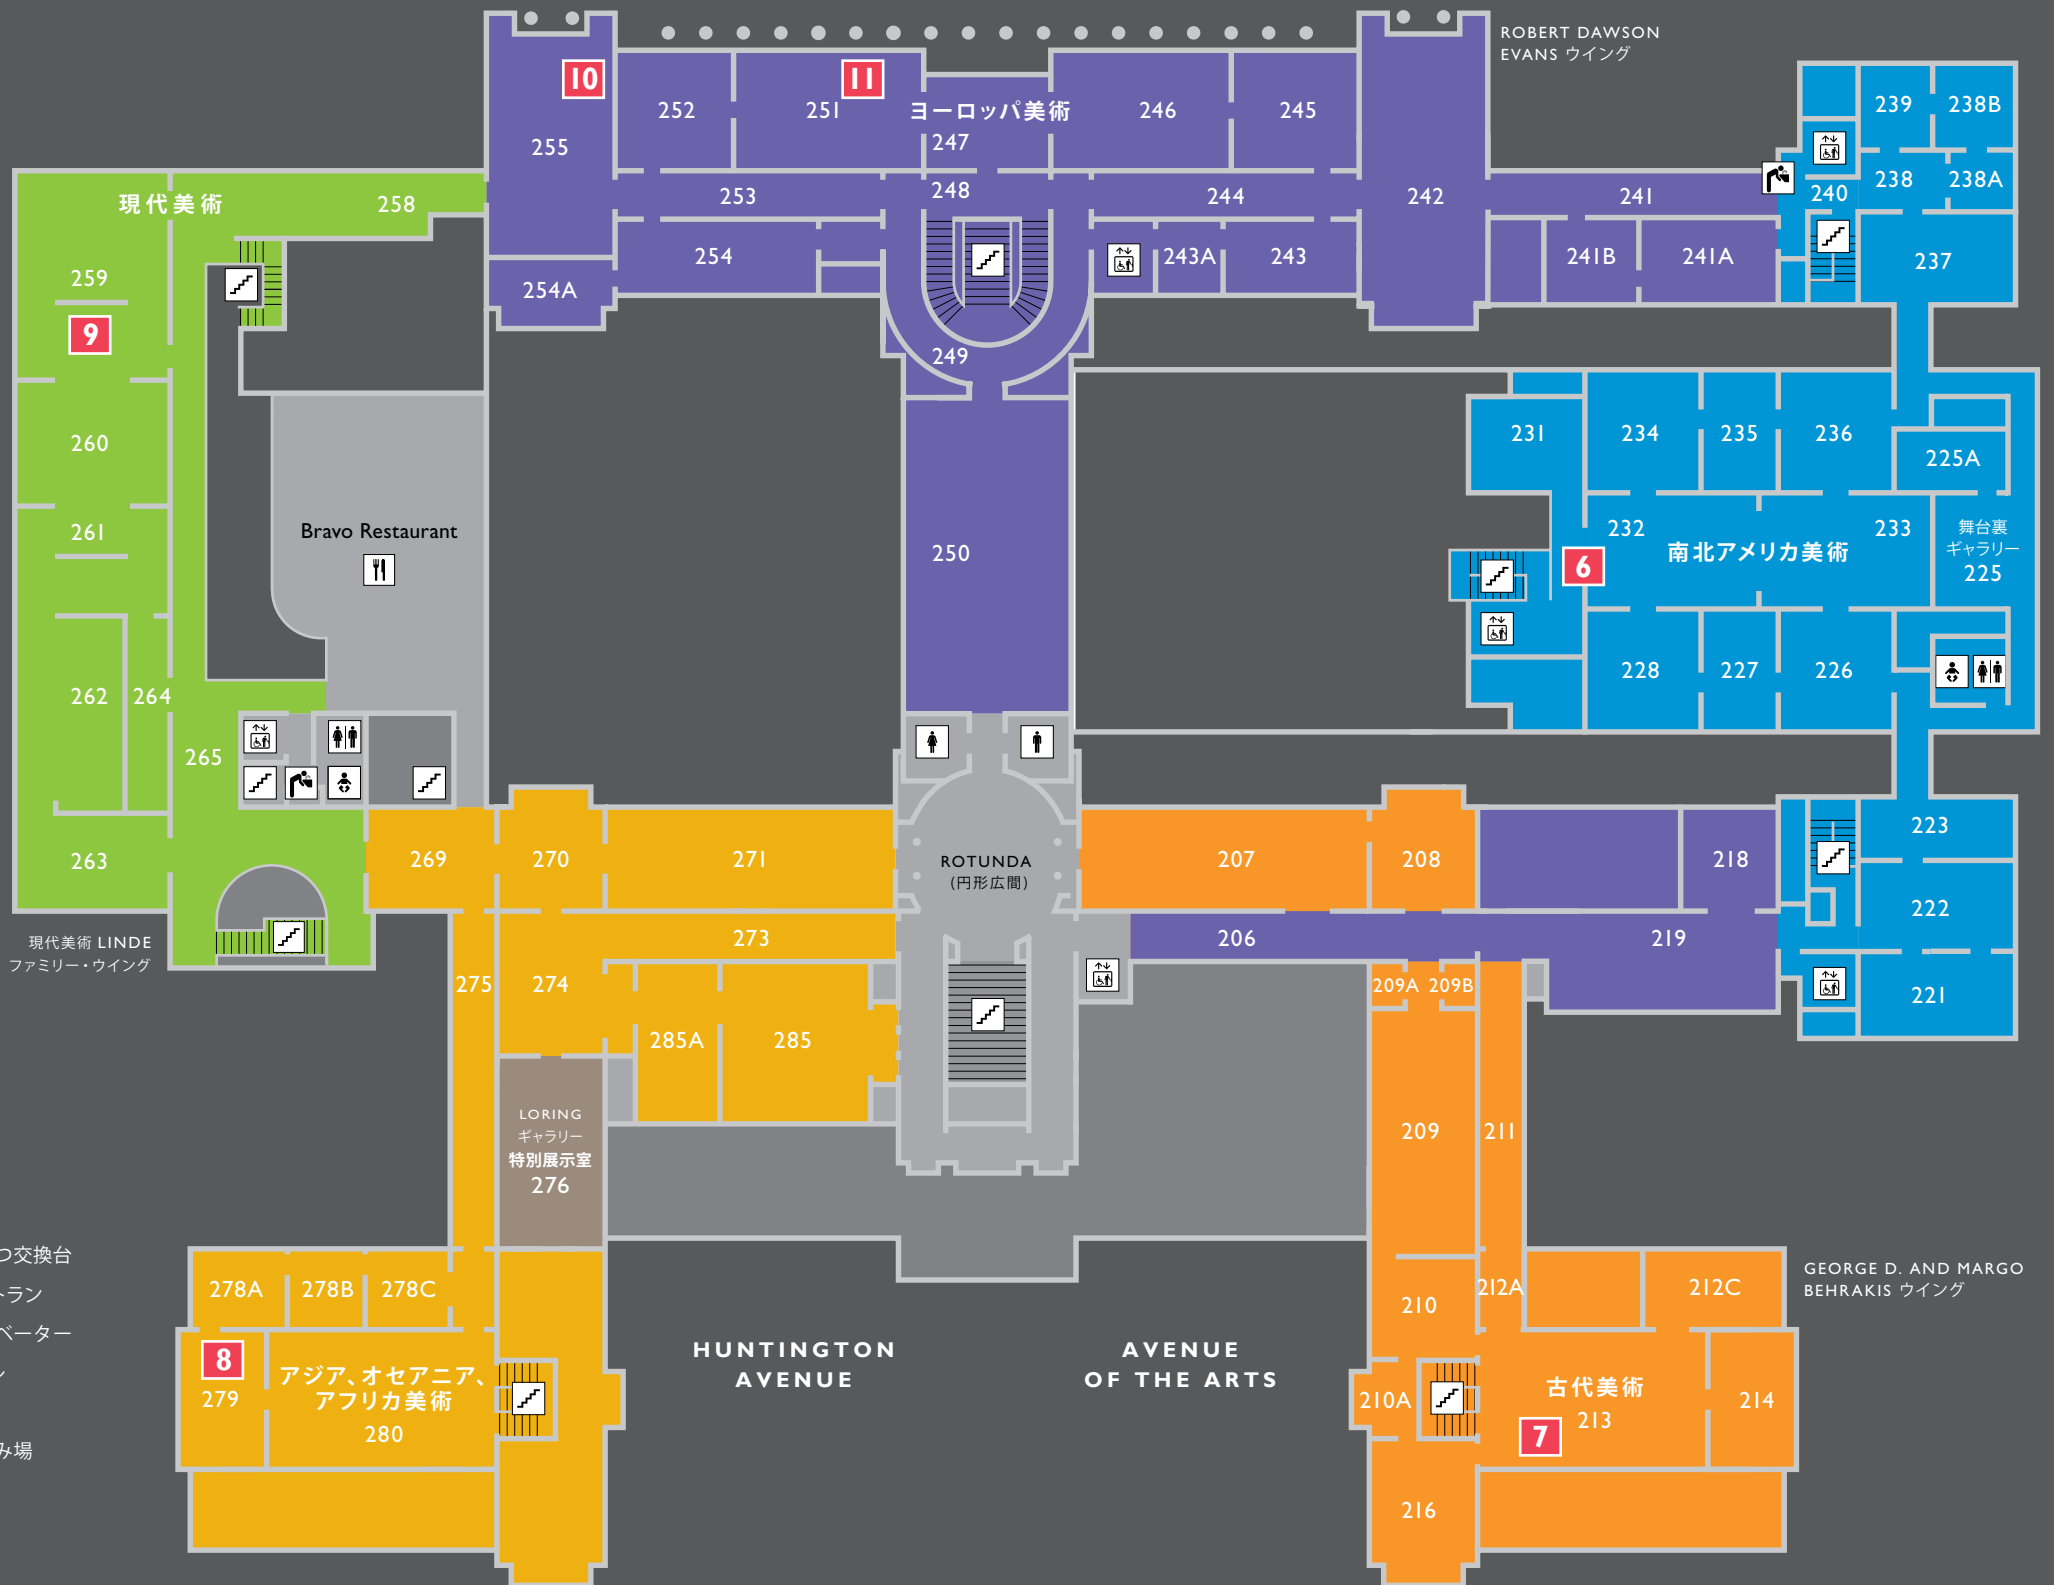 ROBERT DAWSON
EVANS ウイング
10
11
252
251
ヨーロッパ美術
246
245
239
238B
247
255
248
238
238A
現代美術
258
253
244
242
241
240
254
243A
243
241B
241A
237
259
254A
9
249
260
231
234
235
236
225A
261
Bravo Restaurant
250
232
233
舞台裏
ギャラリー
225
南北アメリカ美術
6
262
264
228
227
226
265
263
269
270
271
ROTUNDA
(円形広間)
207
208
218
223
222
現代美術 LINDE
ファミリー・ウイング
273
206
219
275
274
209A
209B
221
285A
285
LORING
ギャラリー
特別展示室
276
209
211
つ交換台
トラン
ベーター
ン
み場
278A
278B
278C
210
212A
212C
GEORGE D. AND MARGO
BEHRAKIS ウイング
8
279
アジア、オセアニア、
アフリカ美術
280
HUNTINGTON
AVENUE
AVENUE
OF THE ARTS
210A
古代美術
213
7
214
216